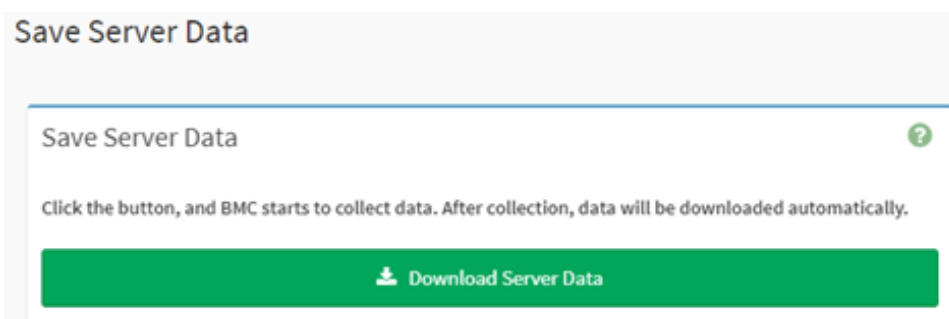 Save Server Data
Save Server Data
?
Click the button, and BMC starts to collect data. After collection, data will be downloaded automatically.
Download Server Data